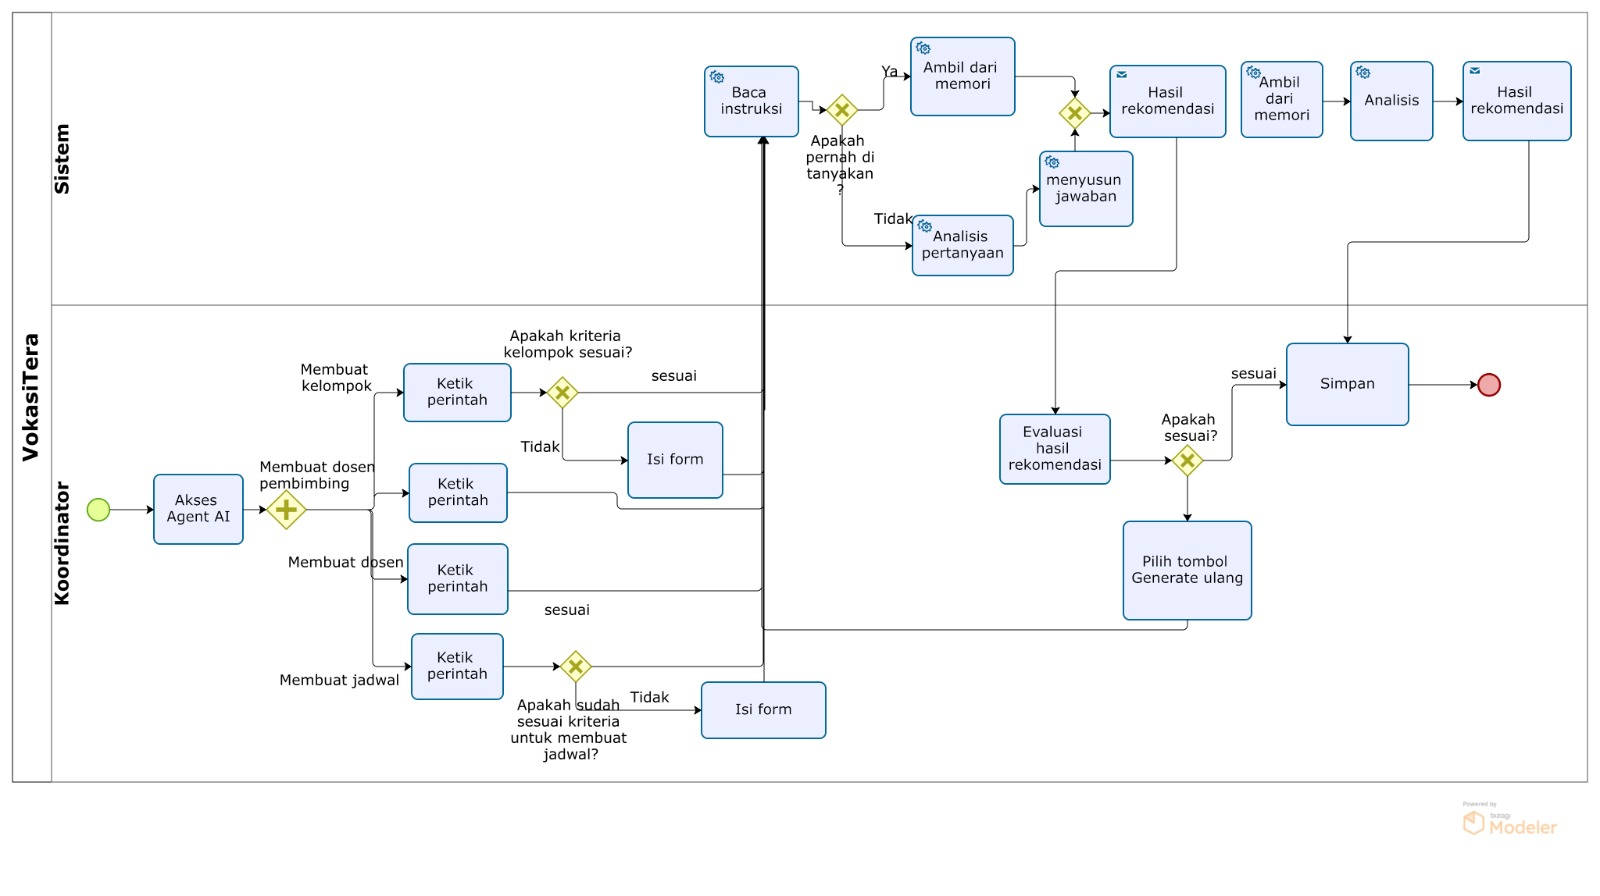 VokasiTera
Sistem
Baca
instruksi
Apakah
pernah di
tanyakan
?
Ya
Ambil dari
memori
Tidak
Analisis
pertanyaan
menyusun
jawaban
Hasil
rekomendasi
Ambil
dari
memori
Analisis
Hasil
rekomendasi
Koordinator
Akses
Agent AI
Membuat
kelompok
Ketik
perintah
Apakah kriteria
kelompok sesuai?
sesuai
Tidak
Isi form
Membuat dosen
pembimbing
Ketik
perintah
Membuat dosen
Ketik
perintah
sesuai
Membuat jadwal
Ketik
perintah
Apakah sudah
sesuai kriteria
untuk membuat
jadwal?
Tidak
Isi form
Evaluasi
hasil
rekomendasi
Apakah
sesuai?
sesuai
Simpan
Pilih tombol
Generate ulang
Powered by
bizagi
Modeler